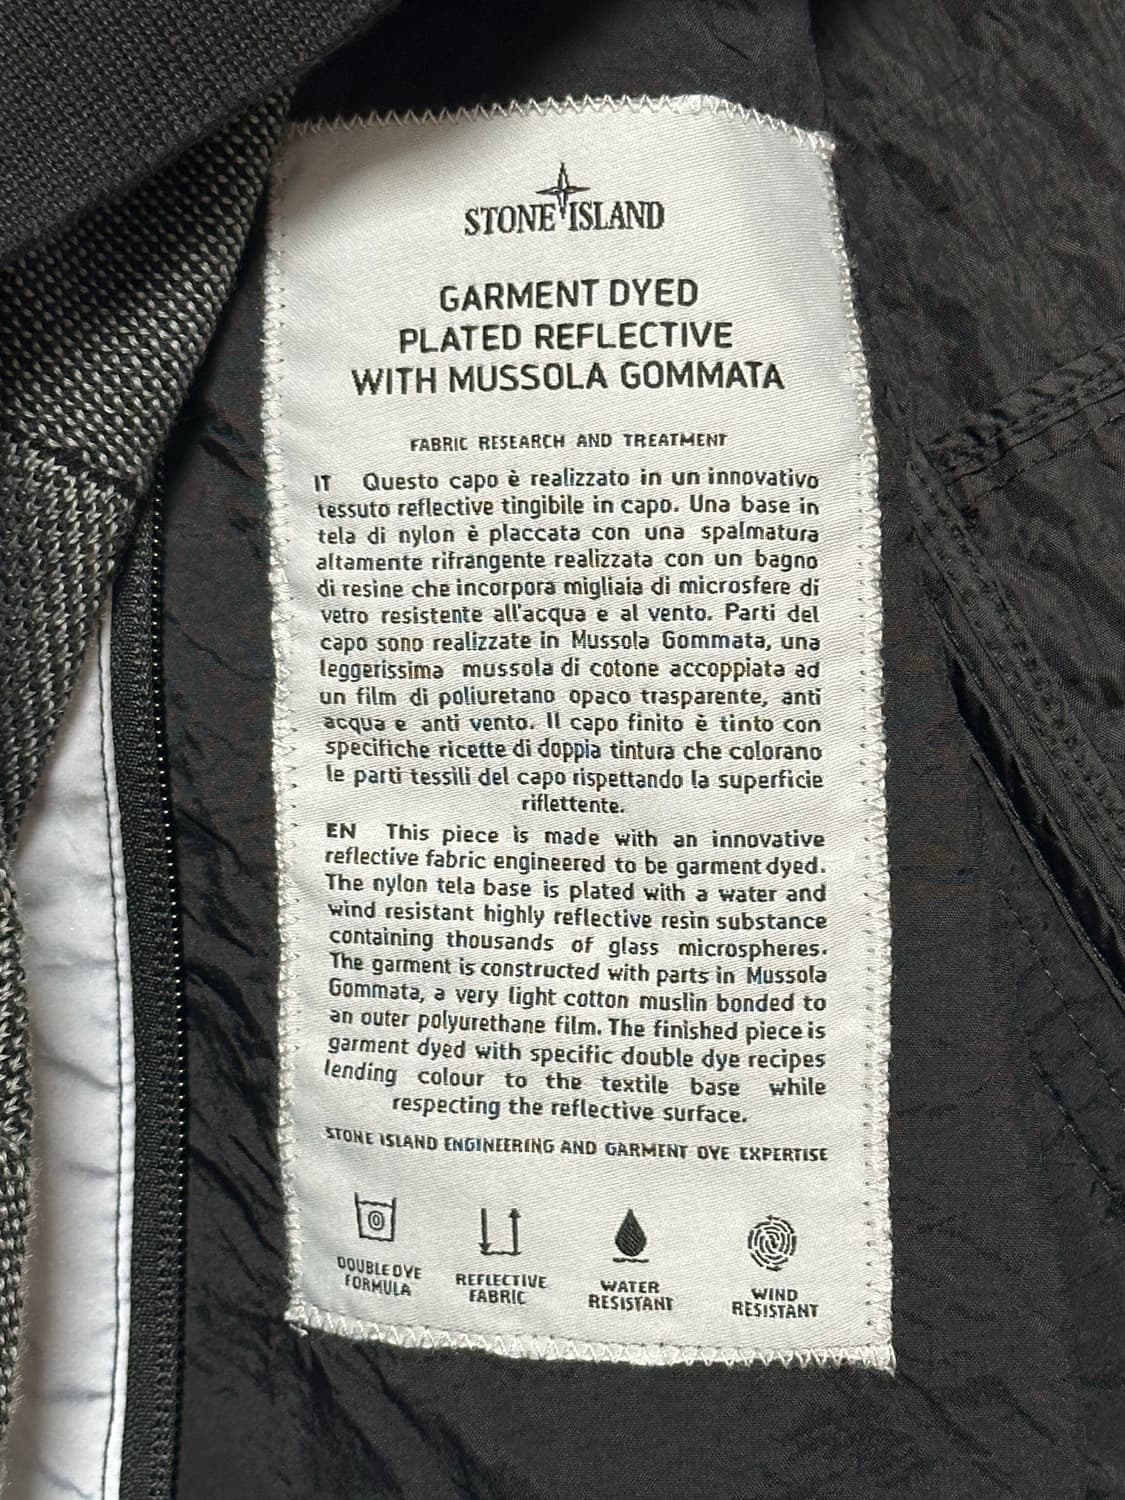 STONE ISLAND
GARMENT DYED
PLATED REFLECTIVE
WITH MUSSOLA GOMMATA
FABRIC RESEARCH AND TREATMENT
IT Questo capo è realizzato in un innovativo
tessuto reflective tingibile in capo. Una base in
tela di nylon è placcata con una spalmatura
altamente rifrangente realizzata con un bagno
di resine che incorpora migliaia di microsfere di
vetro resistente all'acqua e al vento. Parti del
capo sono realizzate in Mussola Gommata, una
leggerissima mussola di cotone accoppiata ad
un film di poliuretano opaco trasparente, anti
acqua e anti vento. Il capo finito è tinto con
specifiche ricette di doppia tintura che colorano
le parti tessili del capo rispettando la superficie
riflettente.
EN This piece is made with an innovative
reflective fabric engineered to be garment dyed.
The nylon tela base is plated with a water and
wind resistant highly reflective resin substance
containing thousands of glass microspheres.
The garment is constructed with parts in Mussola
Gommata, a very light cotton muslin bonded to
an outer polyurethane film. The finished piece is
garment dyed with specific double dye recipes
lending colour to the textile base while
respecting the reflective surface.
STONE ISLAND ENGINEERING AND GARMENT DYE EXPERTISE
DOUBLE DYE
FORMULA
REFLECTIVE
FABRIC
WATER
RESISTANT
WIND
RESISTANT